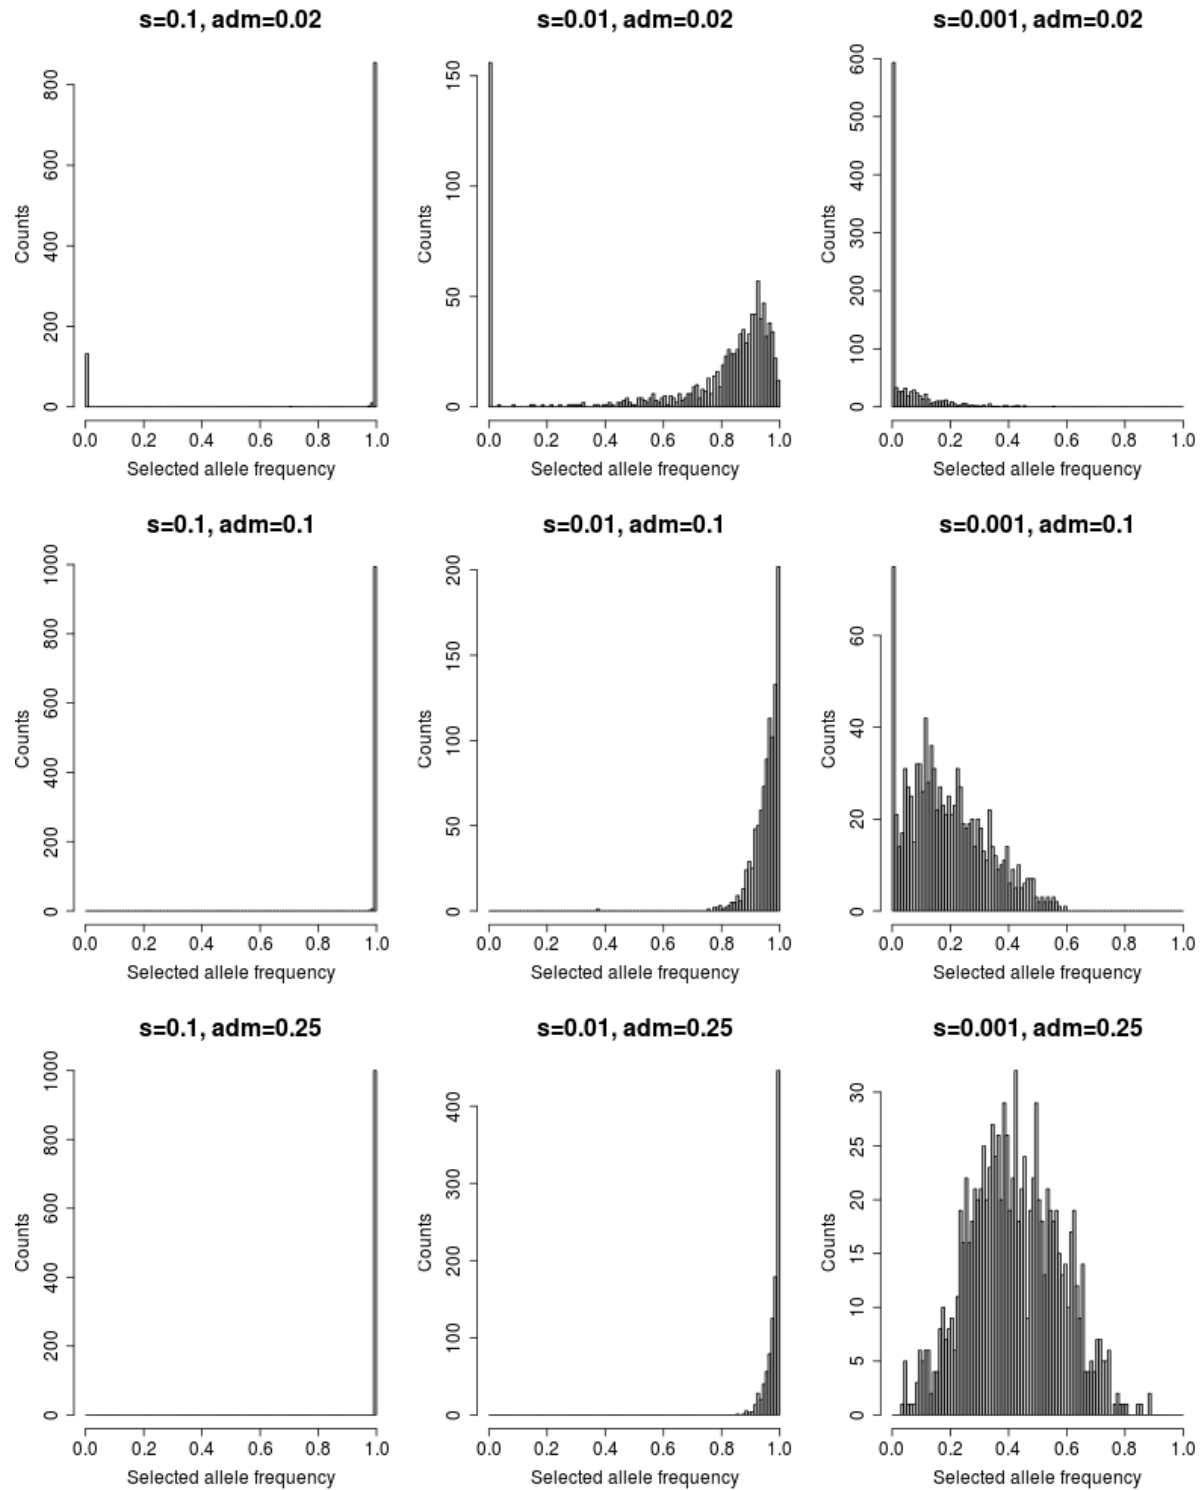 s=0.1, adm=0.02
s=0.01, adm=0.02
s=0.001, adm=0.02
Counts
0
200
400
600
800
Counts
0
50
100
150
Counts
0
100
200
300
400
500
600
0.0 0.2 0.4 0.6 0.8 1.0
0.0 0.2 0.4 0.6 0.8 1.0
0.0 0.2 0.4 0.6 0.8 1.0
Selected allele frequency
Selected allele frequency
Selected allele frequency
s=0.1, adm=0.1
s=0.01, adm=0.1
s=0.001, adm=0.1
Counts
0
200
400
600
800
1000
Counts
0
50
100
150
200
Counts
0
20
40
60
0.0 0.2 0.4 0.6 0.8 1.0
0.0 0.2 0.4 0.6 0.8 1.0
0.0 0.2 0.4 0.6 0.8 1.0
Selected allele frequency
Selected allele frequency
Selected allele frequency
s=0.1, adm=0.25
s=0.01, adm=0.25
s=0.001, adm=0.25
Counts
0
200
400
600
800
1000
Counts
0
100
200
300
400
Counts
0
5
10
15
20
25
30
0.0 0.2 0.4 0.6 0.8 1.0
0.0 0.2 0.4 0.6 0.8 1.0
0.0 0.2 0.4 0.6 0.8 1.0
Selected allele frequency
Selected allele frequency
Selected allele frequency